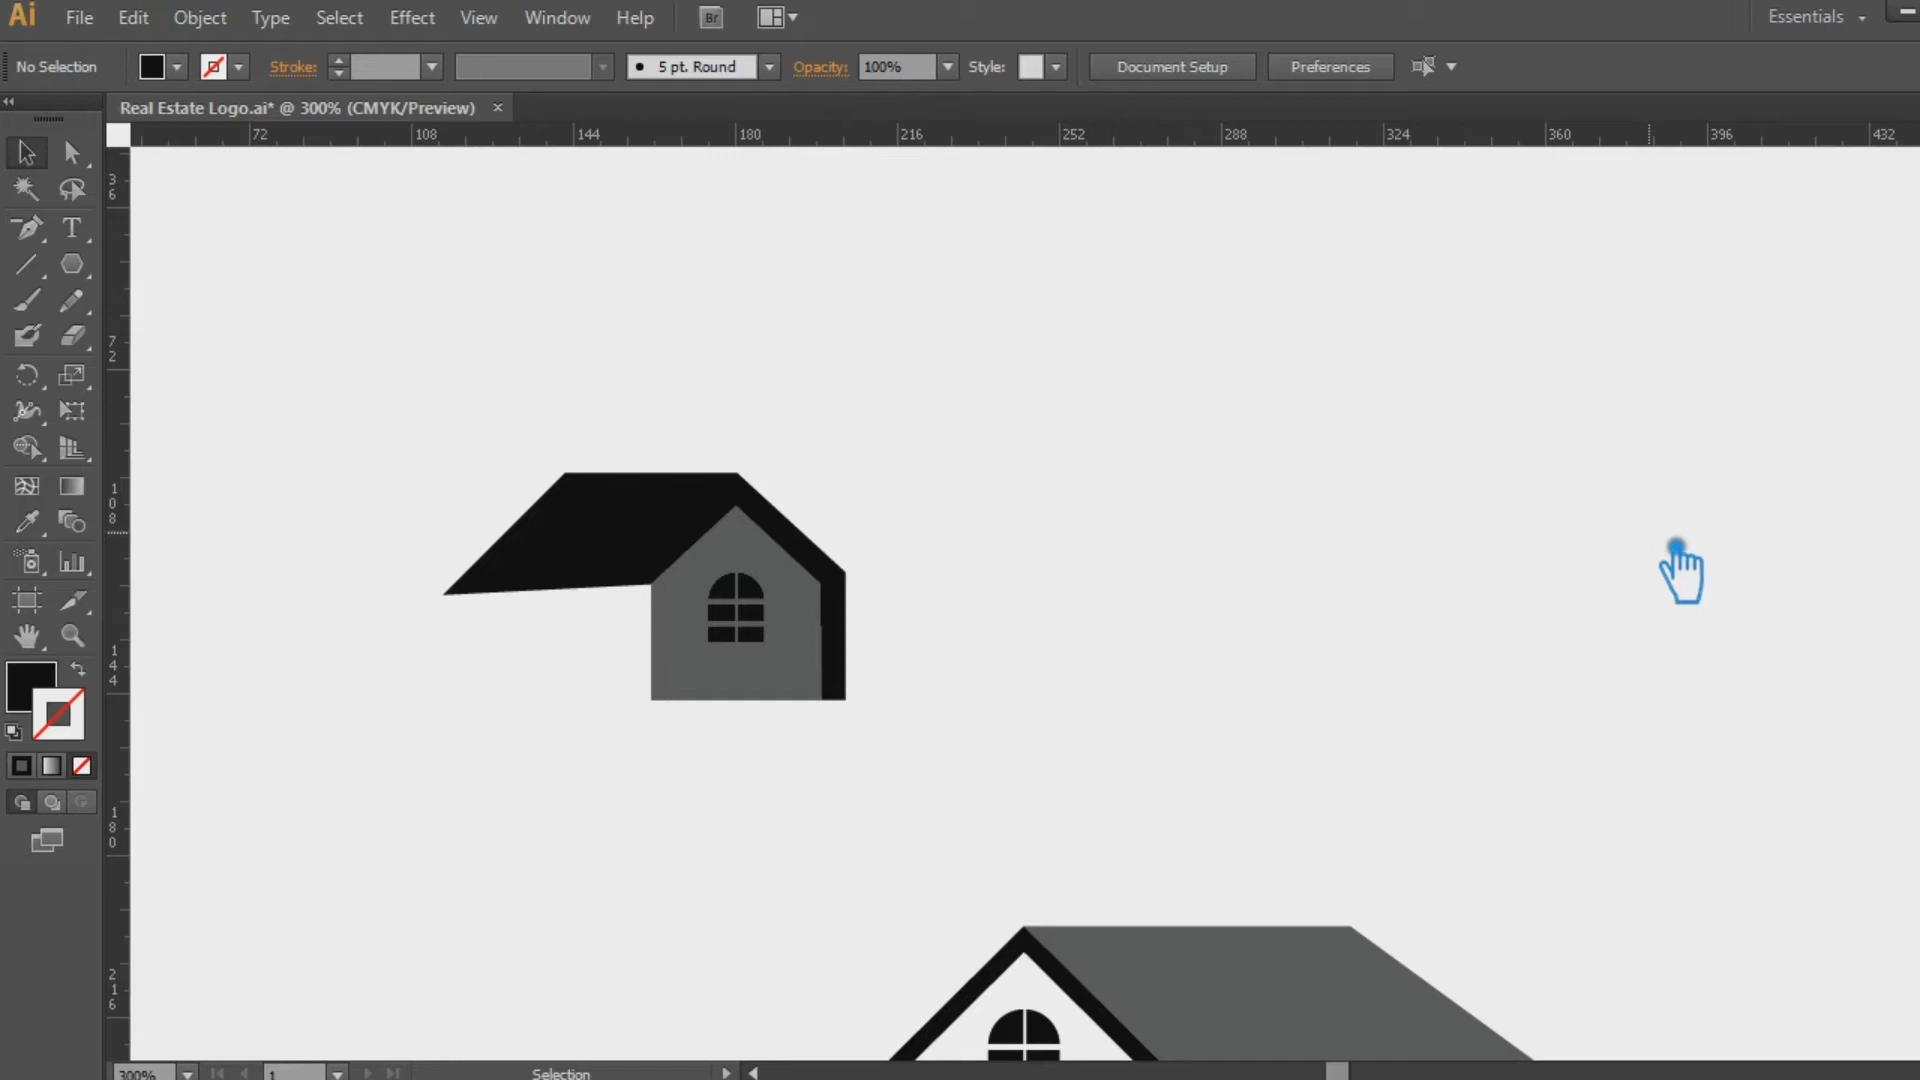 Ai File Edit Object Type Select Effect View Window Help Br Essentials
No Selection Stroke: 5 pt. Round Opacity: 100% Style: Document Setup Preferences
Real Estate Logo.ai* @ 300% (CMYK/Preview) ×
72 108 144 180 216 252 288 324 360 396 432
36
72
108
144
180
216
T
300% 1 Selection